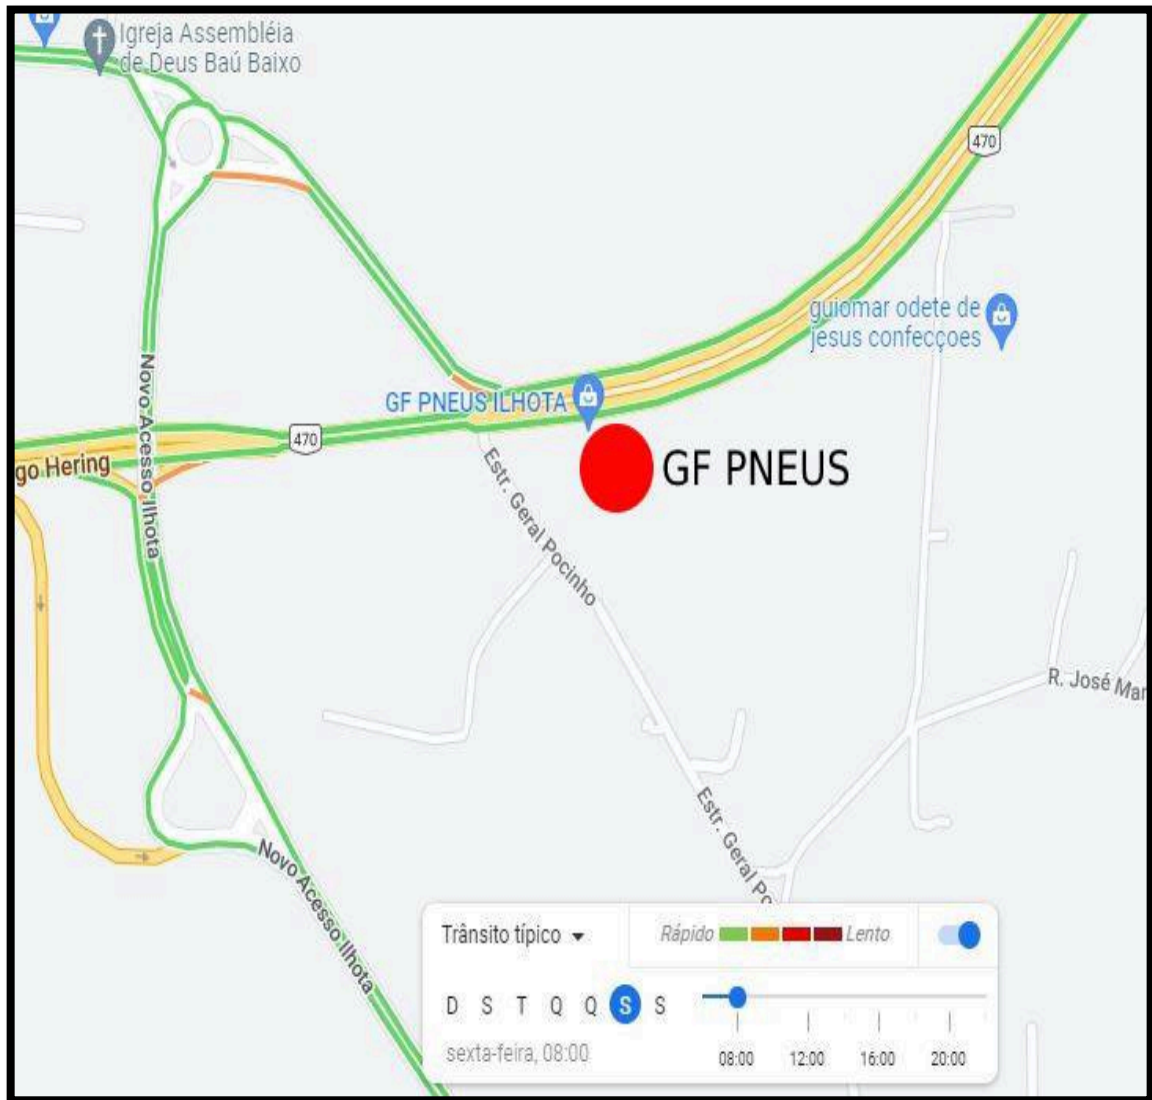 Igreja Assembléia
de Deus Baú Baixo
470
guiomar odete de
jesus confecçoes
GF PNEUS ILHOTA
470
go Hering
Novo Acesso Ilhota
GF PNEUS
Estr. Geral Pocinho
R. José Mar
Estr. Geral Po
Novo Acesso Ilhota
Trânsito típico
Rápido
Lento
D S T Q Q S S
sexta-feira, 08:00
08:00 12:00 16:00 20:00